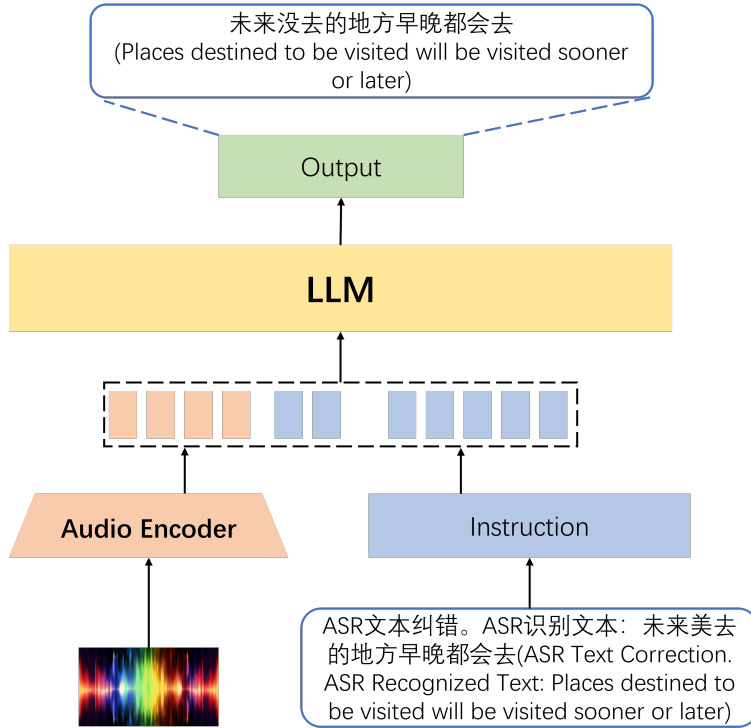 未来没去的地方早晚都会去
(Places destined to be visited will be visited sooner
or later)
Output
LLM
Audio Encoder
Instruction
ASR文本纠错。ASR识别文本：未来美去
的地方早晚都会去(ASR Text Correction.
ASR Recognized Text: Places destined to
be visited will be visited sooner or later)